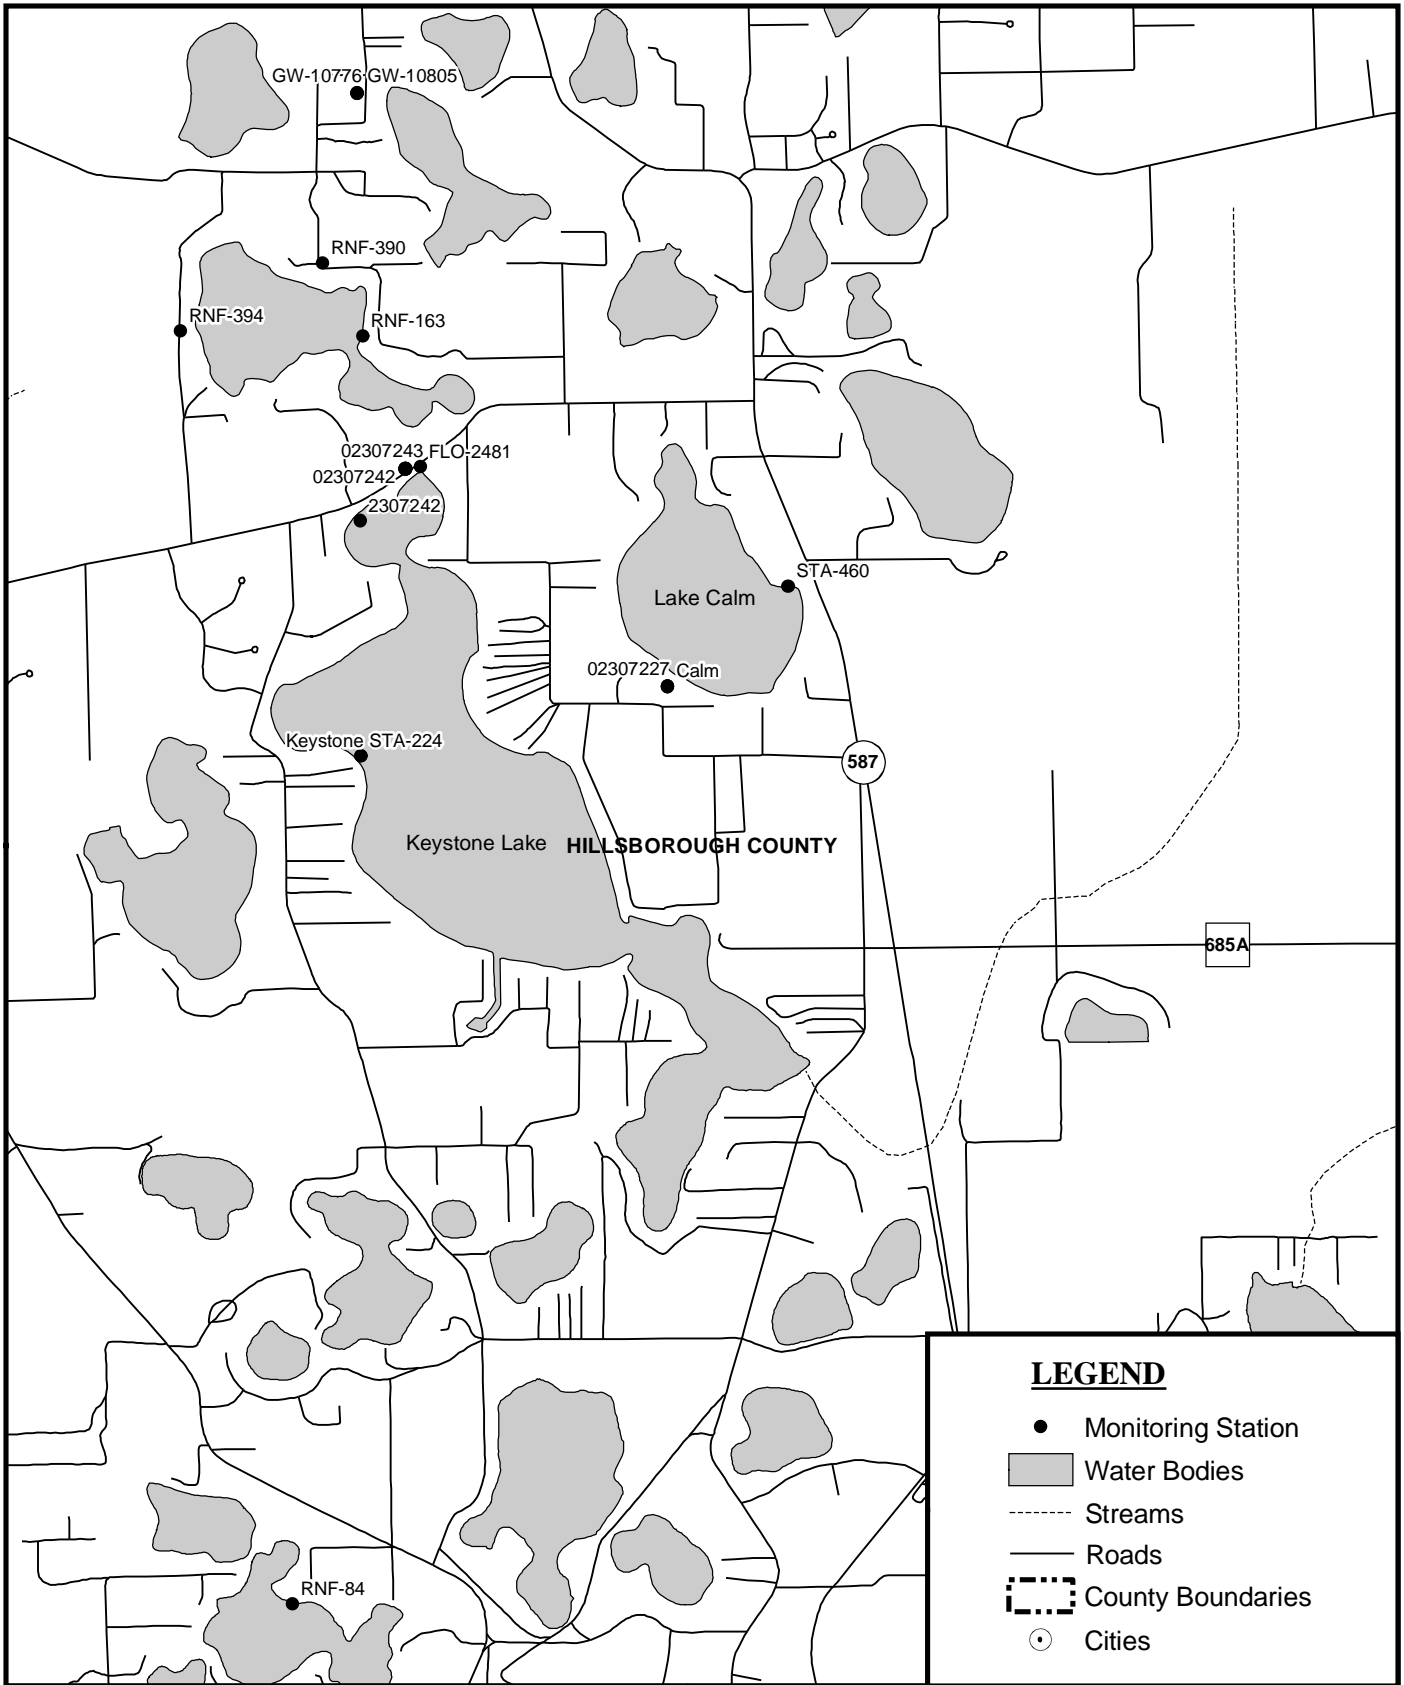 GW-10776 GW-10805
RNF-390
RNF-394
RNF-163
02307243 FLO-2481
02307242
2307242
STA-460
Lake Calm
02307227 Calm
Keystone STA-224
587
Keystone Lake
HILLSBOROUGH COUNTY
685A
LEGEND
Monitoring Station
Water Bodies
Streams
Roads
County Boundaries
Cities
RNF-84